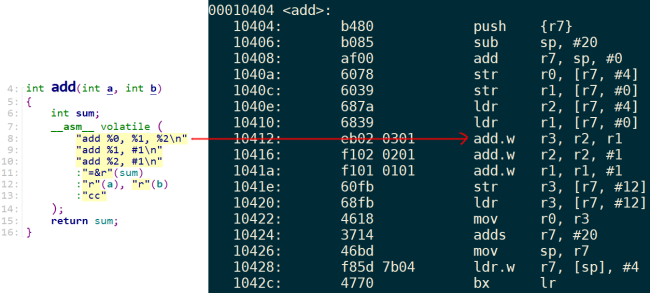 4: int add(int a, int b)
5: {
6: int sum;
7: __asm__ volatile (
8: "add %0, %1, %2\n"
9: "add %1, #1\n"
10: "add %2, #1\n"
11: :"=&r"(sum)
12: :"r"(a), "r"(b)
13: :"cc"
14: );
15: return sum;
16: }
00010404 <add>:
10404: b480 push {r7}
10406: b085 sub sp, #20
10408: af00 add r7, sp, #0
1040a: 6078 str r0, [r7, #4]
1040c: 6039 str r1, [r7, #0]
1040e: 687a ldr r2, [r7, #4]
10410: 6839 ldr r1, [r7, #0]
10412: eb02 0301 add.w r3, r2, r1
10416: f102 0201 add.w r2, r2, #1
1041a: f101 0101 add.w r1, r1, #1
1041e: 60fb str r3, [r7, #12]
10420: 68fb ldr r3, [r7, #12]
10422: 4618 mov r0, r3
10424: 3714 adds r7, #20
10426: 46bd mov sp, r7
10428: f85d 7b04 ldr.w r7, [sp], #4
1042c: 4770 bx lr